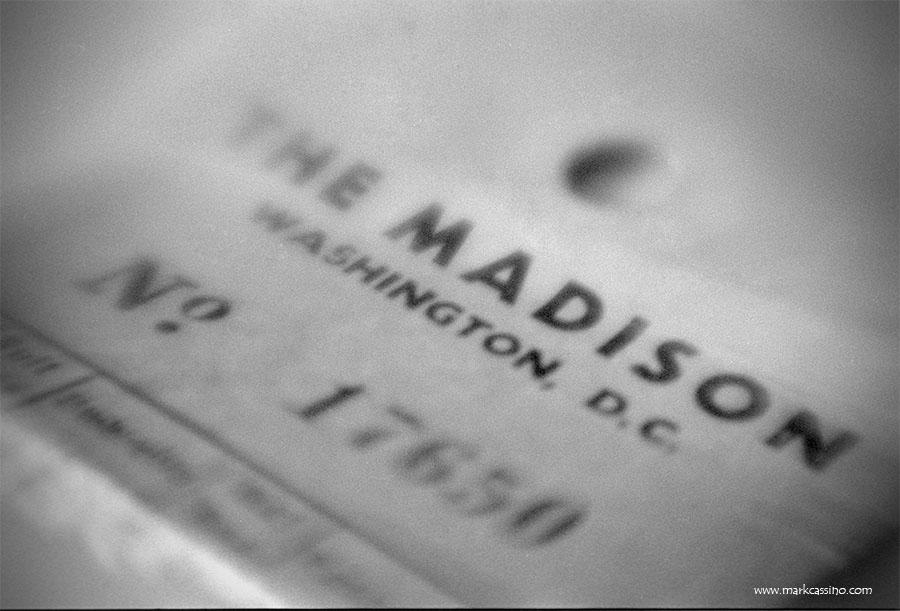 THE MADISON
WASHINGTON, D.C.
Nº
17650
www.markcassino.com